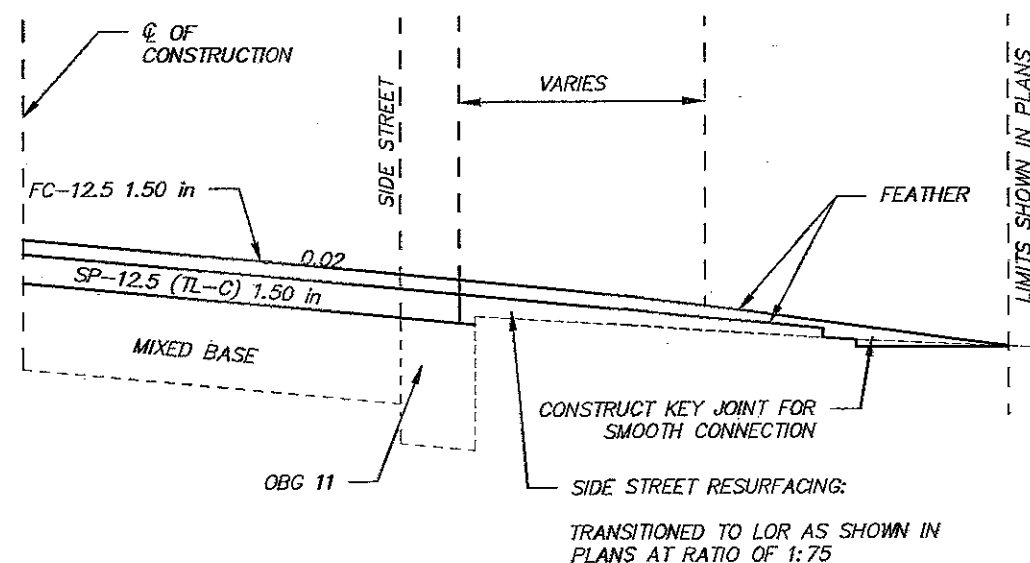 ℄ OF
CONSTRUCTION
SIDE STREET
VARIES
LIMITS SHOWN IN PLANS
FC-12.5 1.50 in
FEATHER
0.02
SP-12.5 (TL-C) 1.50 in
MIXED BASE
CONSTRUCT KEY JOINT FOR
SMOOTH CONNECTION
OBG 11
SIDE STREET RESURFACING:
TRANSITIONED TO LOR AS SHOWN IN
PLANS AT RATIO OF 1:75